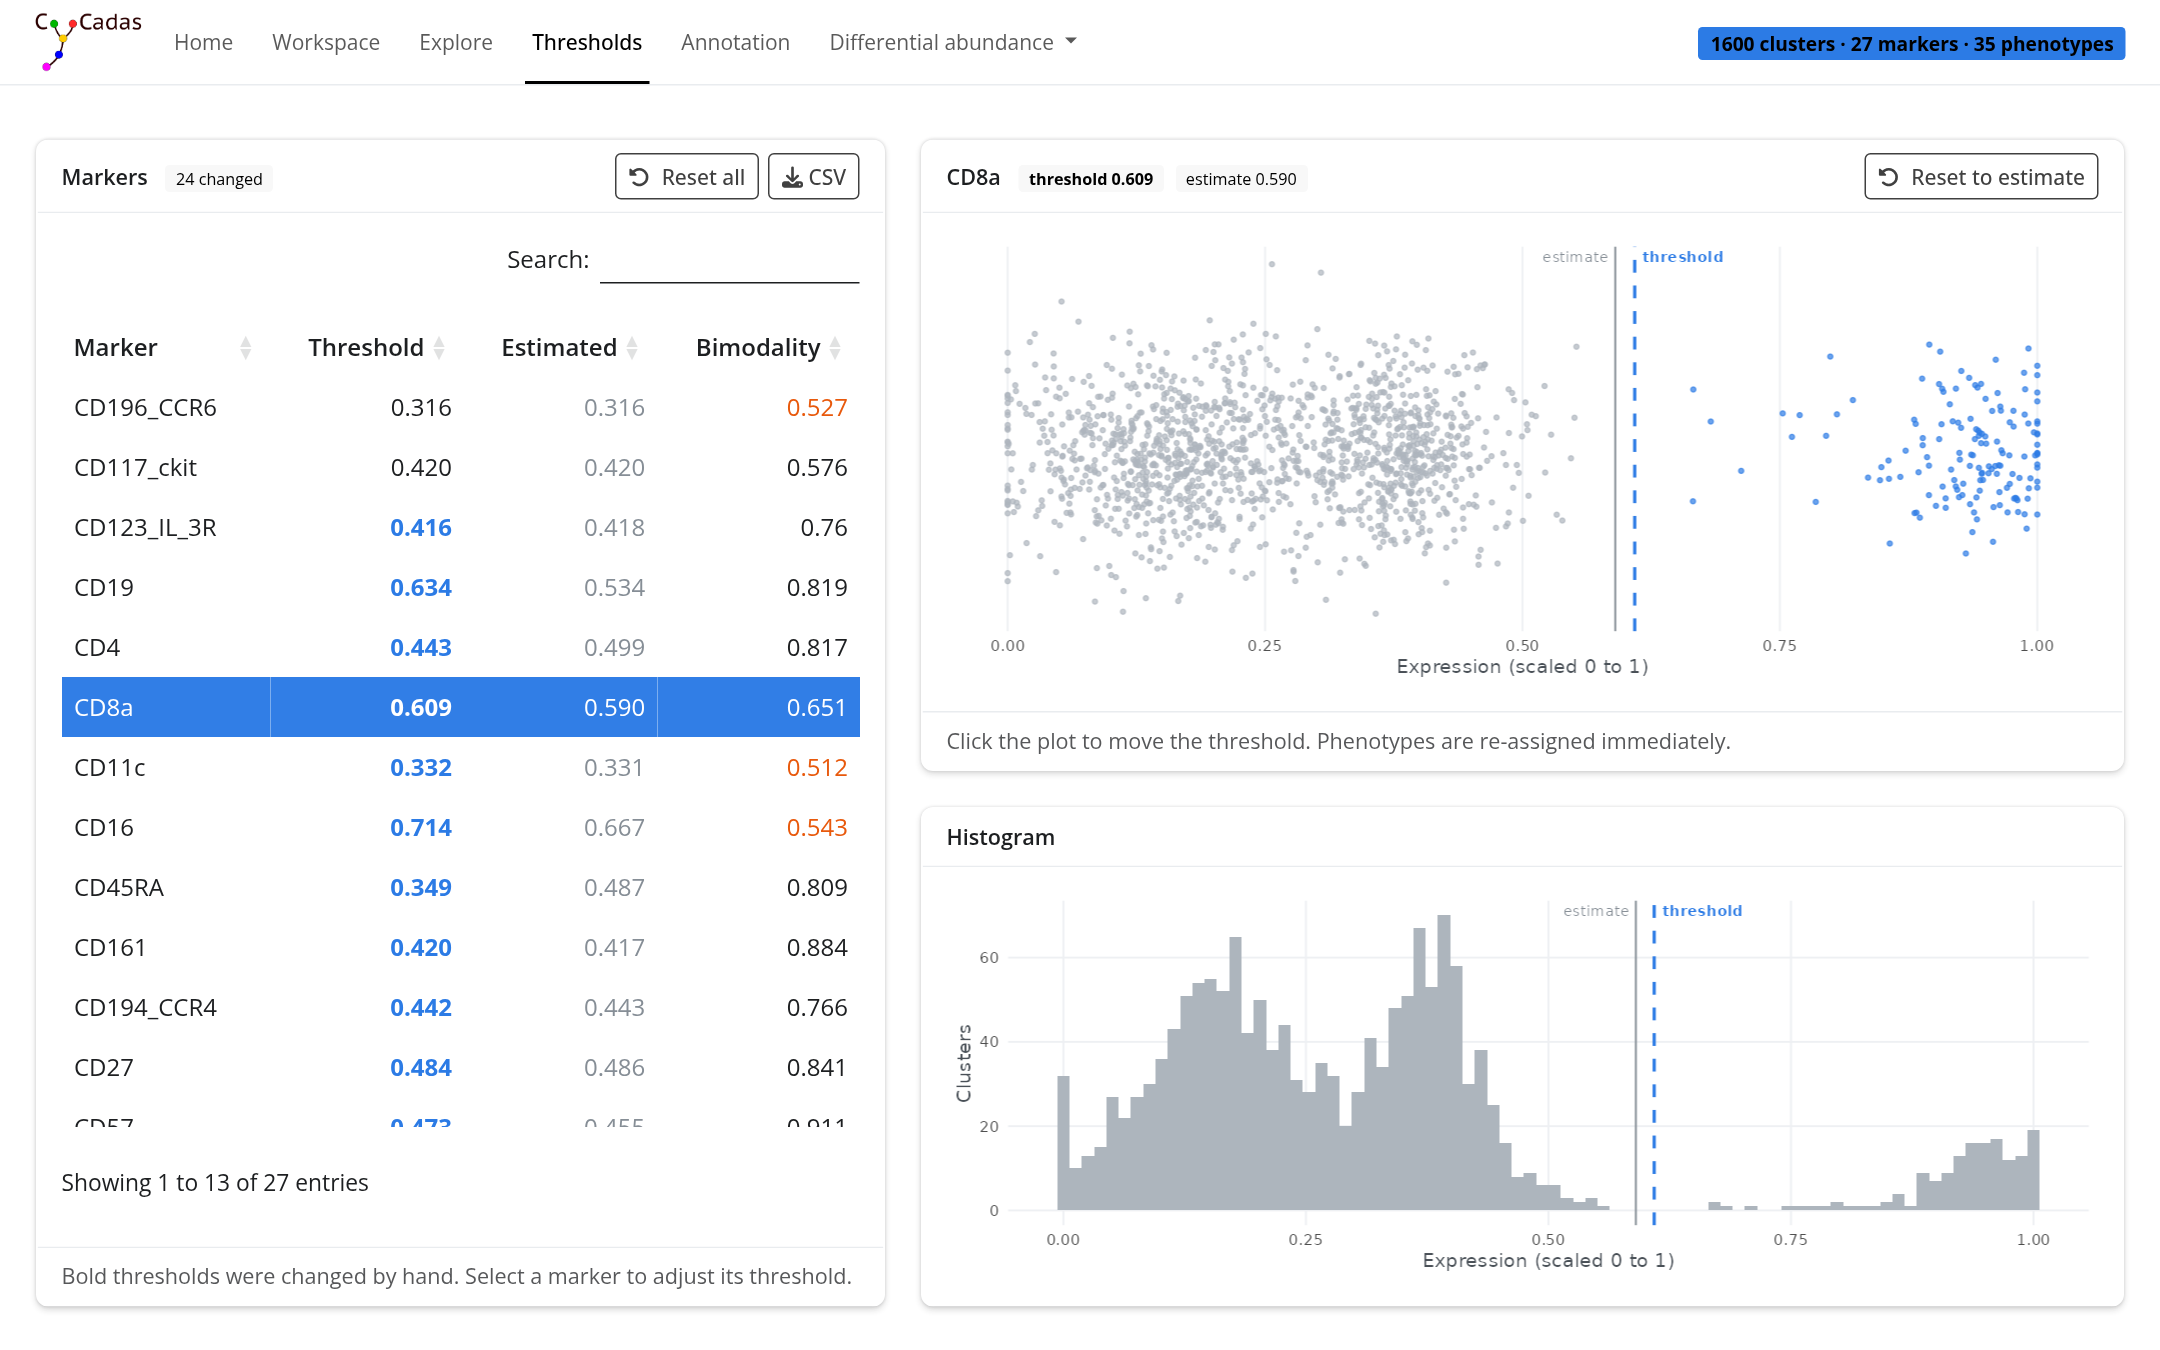 CyCadas
Home Workspace Explore Thresholds Annotation Differential abundance
1600 clusters · 27 markers · 35 phenotypes
Markers 24 changed Reset all CSV
Search:
Marker Threshold Estimated Bimodality
CD196_CCR6 0.316 0.316 0.527
CD117_ckit 0.420 0.420 0.576
CD123_IL_3R 0.416 0.418 0.76
CD19 0.634 0.534 0.819
CD4 0.443 0.499 0.817
CD8a 0.609 0.590 0.651
CD11c 0.332 0.331 0.512
CD16 0.714 0.667 0.543
CD45RA 0.349 0.487 0.809
CD161 0.420 0.417 0.884
CD194_CCR4 0.442 0.443 0.766
CD27 0.484 0.486 0.841
CD57 0.473 0.455 0.911
Showing 1 to 13 of 27 entries
Bold thresholds were changed by hand. Select a marker to adjust its threshold.
CD8a threshold 0.609 estimate 0.590 Reset to estimate
estimate threshold
0.00 0.25 0.50 0.75 1.00
Expression (scaled 0 to 1)
Click the plot to move the threshold. Phenotypes are re-assigned immediately.
Histogram
estimate threshold
60
40
20
0
Clusters
0.00 0.25 0.50 0.75 1.00
Expression (scaled 0 to 1)